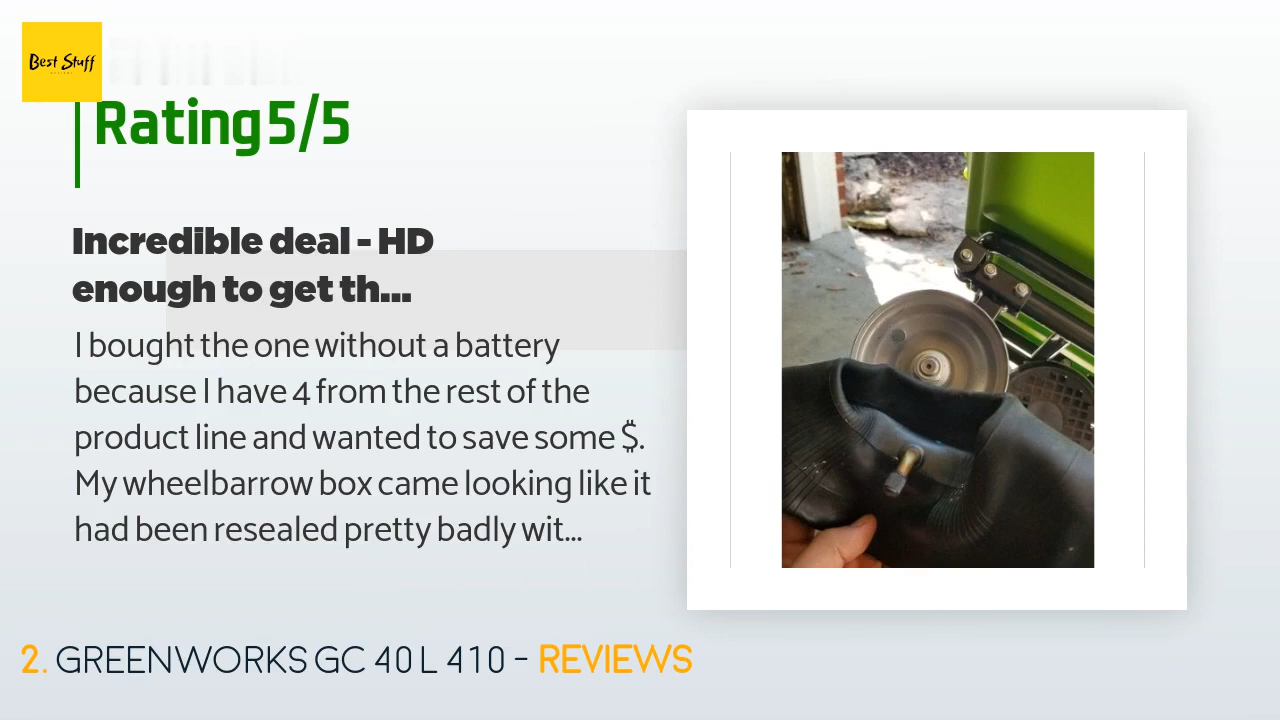 Best Stuff
Rating 5/5
Incredible deal - HD
enough to get th...
I bought the one without a battery
because I have 4 from the rest of the
product line and wanted to save some $.
My wheelbarrow box came looking like it
had been resealed pretty badly wit...
2. GREENWORKS GC 40 L 410 - REVIEWS